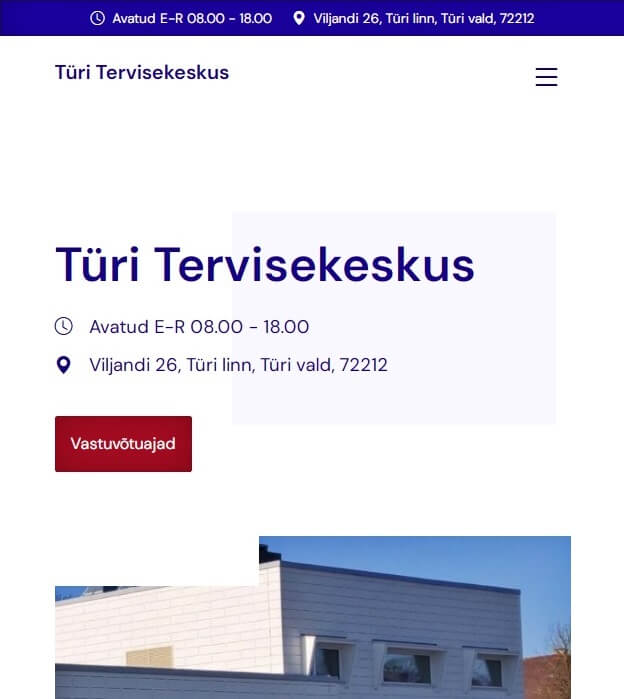 Avatud E-R 08.00 - 18.00 Viljandi 26, Türi linn, Türi vald, 72212
Türi Tervisekeskus
Türi Tervisekeskus
Avatud E-R 08.00 - 18.00
Viljandi 26, Türi linn, Türi vald, 72212
Vastuvõtuajad